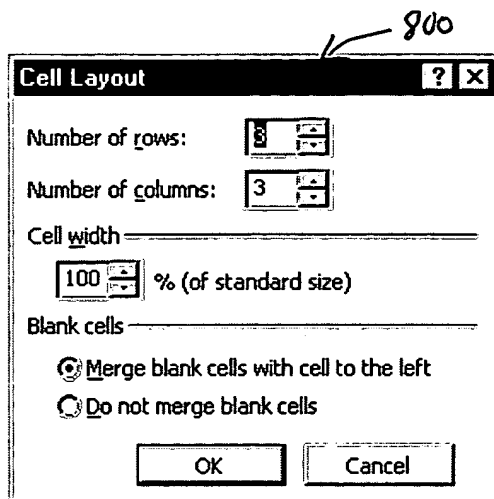 800
Cell Layout ? X
Number of rows:
Number of columns: 3
Cell width
100 % (of standard size)
Blank cells
Merge blank cells with cell to the left
Do not merge blank cells
OK Cancel